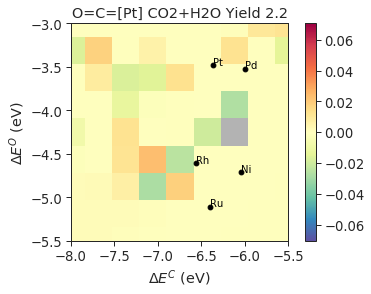 O=C=[Pt] CO2+H2O Yield 2.2
−3.0
−3.5
−4.0
−4.5
−5.0
−5.5
ΔE^O (eV)
Pt
Pd
Rh
Ni
Ru
−8.0 −7.5 −7.0 −6.5 −6.0 −5.5
ΔE^C (eV)
0.06
0.04
0.02
0.00
−0.02
−0.04
−0.06